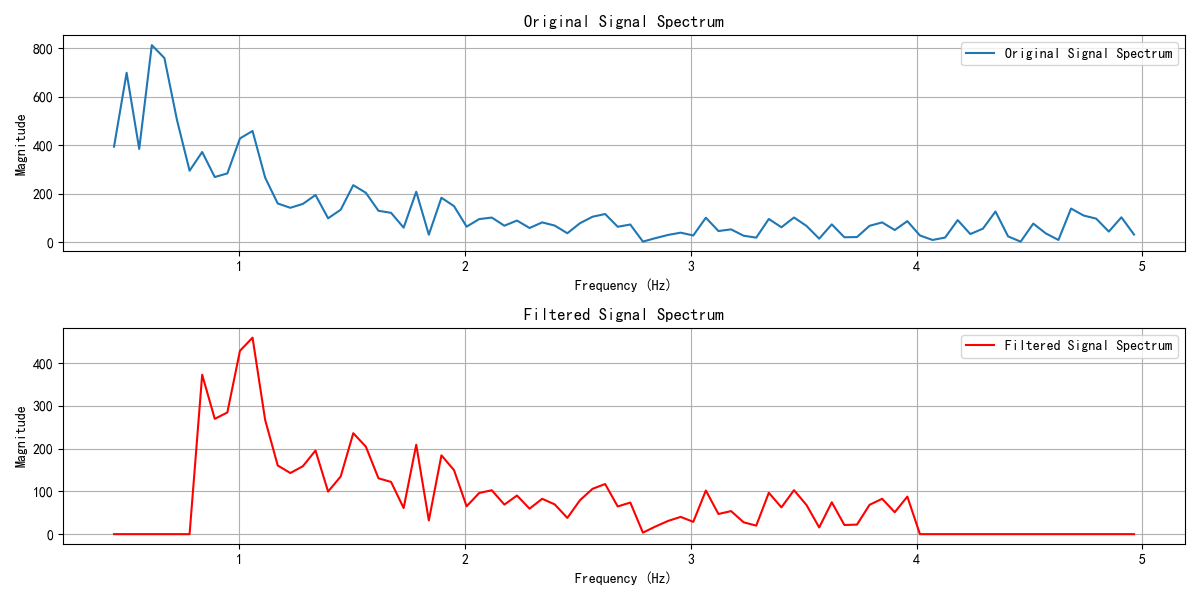 Original Signal Spectrum
Original Signal Spectrum
800
600
400
200
0
Magnitude
1 2 3 4 5
Frequency (Hz)
Filtered Signal Spectrum
Filtered Signal Spectrum
400
300
200
100
0
Magnitude
1 2 3 4 5
Frequency (Hz)